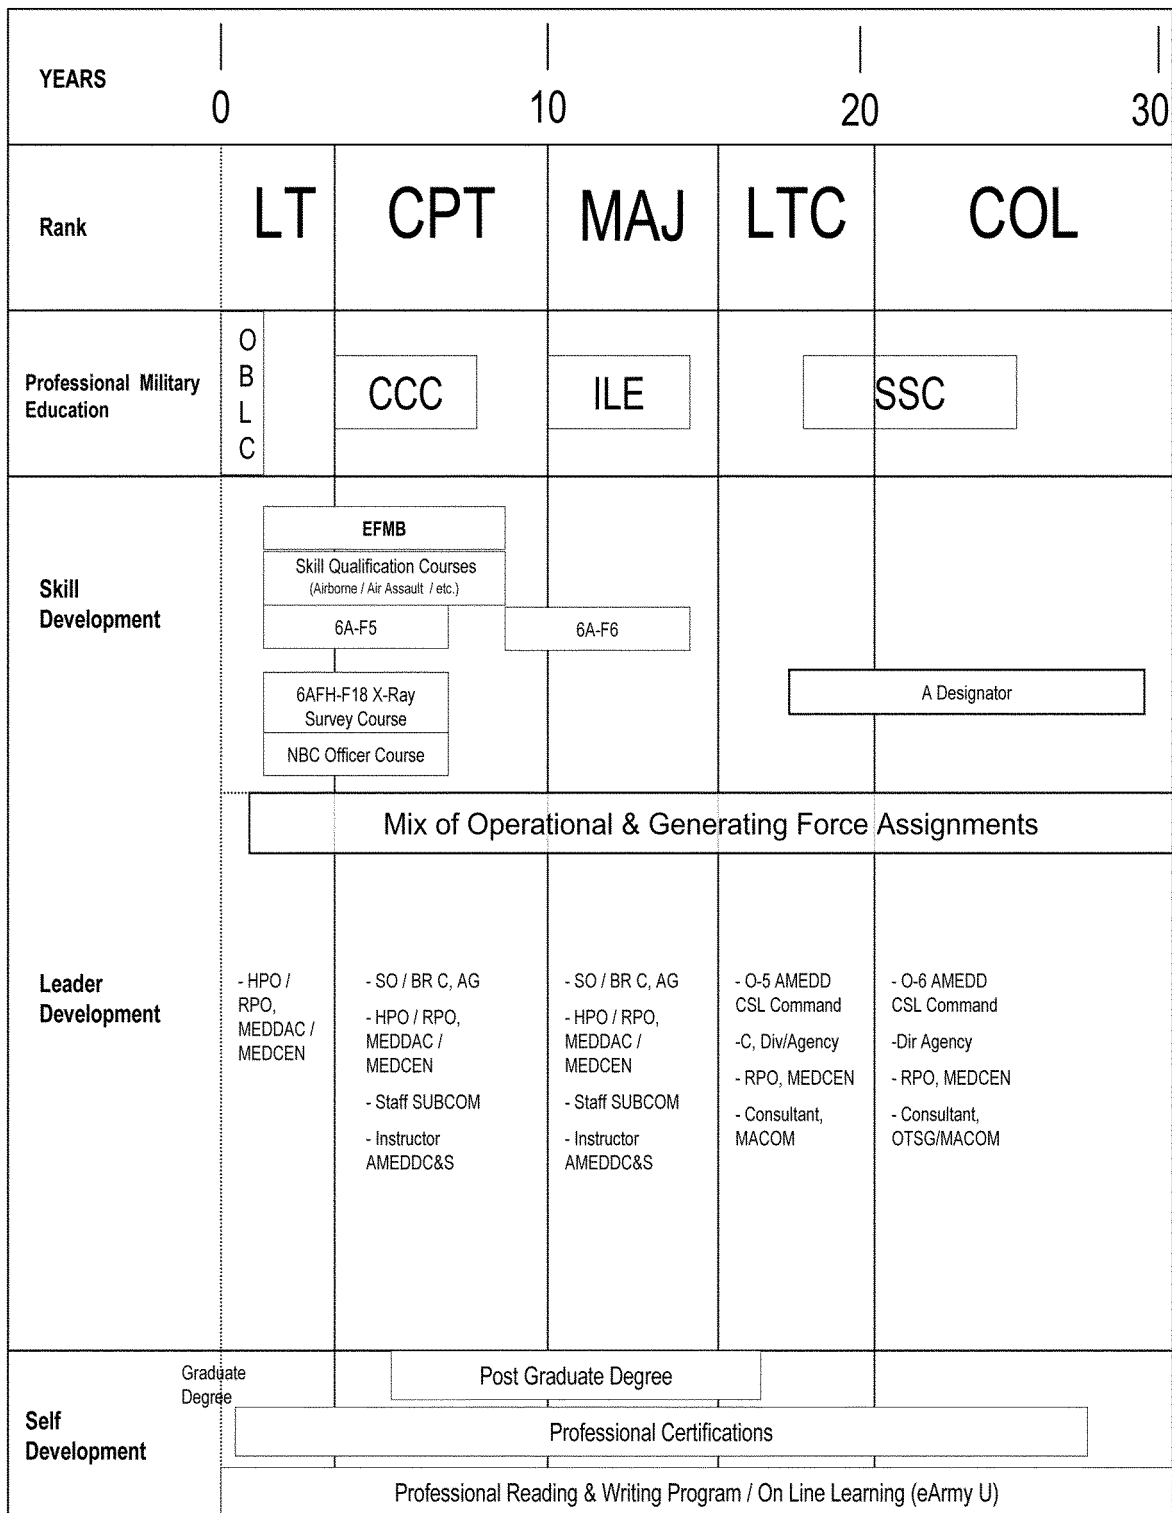 YEARS
0
10
20
30
Rank
LT
CPT
MAJ
LTC
COL
Professional Military
Education
O
B
L
C
CCC
ILE
SSC
Skill
Development
EFMB
Skill Qualification Courses
(Airborne / Air Assault / etc.)
6A-F5
6A-F6
6AFH-F18 X-Ray
Survey Course
NBC Officer Course
A Designator
Mix of Operational & Generating Force Assignments
Leader
Development
- HPO /
RPO,
MEDDAC /
MEDCEN
- SO / BR C, AG
- HPO / RPO,
MEDDAC /
MEDCEN
- Staff SUBCOM
- Instructor
AMEDDC&S
- SO / BR C, AG
- HPO / RPO,
MEDDAC /
MEDCEN
- Staff SUBCOM
- Instructor
AMEDDC&S
- O-5 AMEDD
CSL Command
-C, Div/Agency
- RPO, MEDCEN
- Consultant,
MACOM
- O-6 AMEDD
CSL Command
-Dir Agency
- RPO, MEDCEN
- Consultant,
OTSG/MACOM
Self
Development
Graduate
Degree
Post Graduate Degree
Professional Certifications
Professional Reading & Writing Program / On Line Learning (eArmy U)